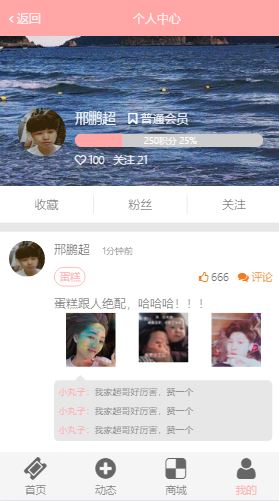 返回 个人中心
邢鹏超 普通会员
250积分 25%
100 关注 21
收藏 粉丝 关注
邢鹏超 1分钟前
蛋糕 666 评论
蛋糕跟人绝配，哈哈哈！！！
小丸子：我家超哥好厉害，赞一个
小丸子：我家超哥好厉害，赞一个
小丸子：我家超哥好厉害，赞一个
首页 动态 商城 我的